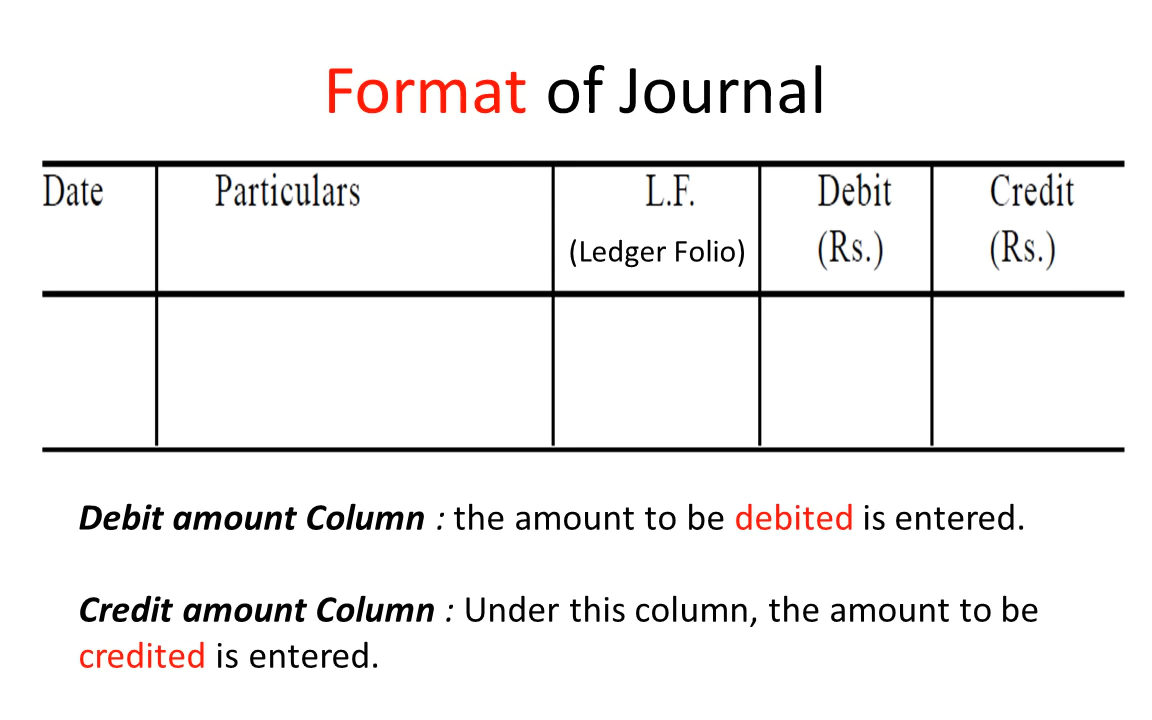 Format of Journal
Date Particulars L.F. Debit Credit
(Ledger Folio) (Rs.) (Rs.)
Debit amount Column : the amount to be debited is entered.
Credit amount Column : Under this column, the amount to be
credited is entered.